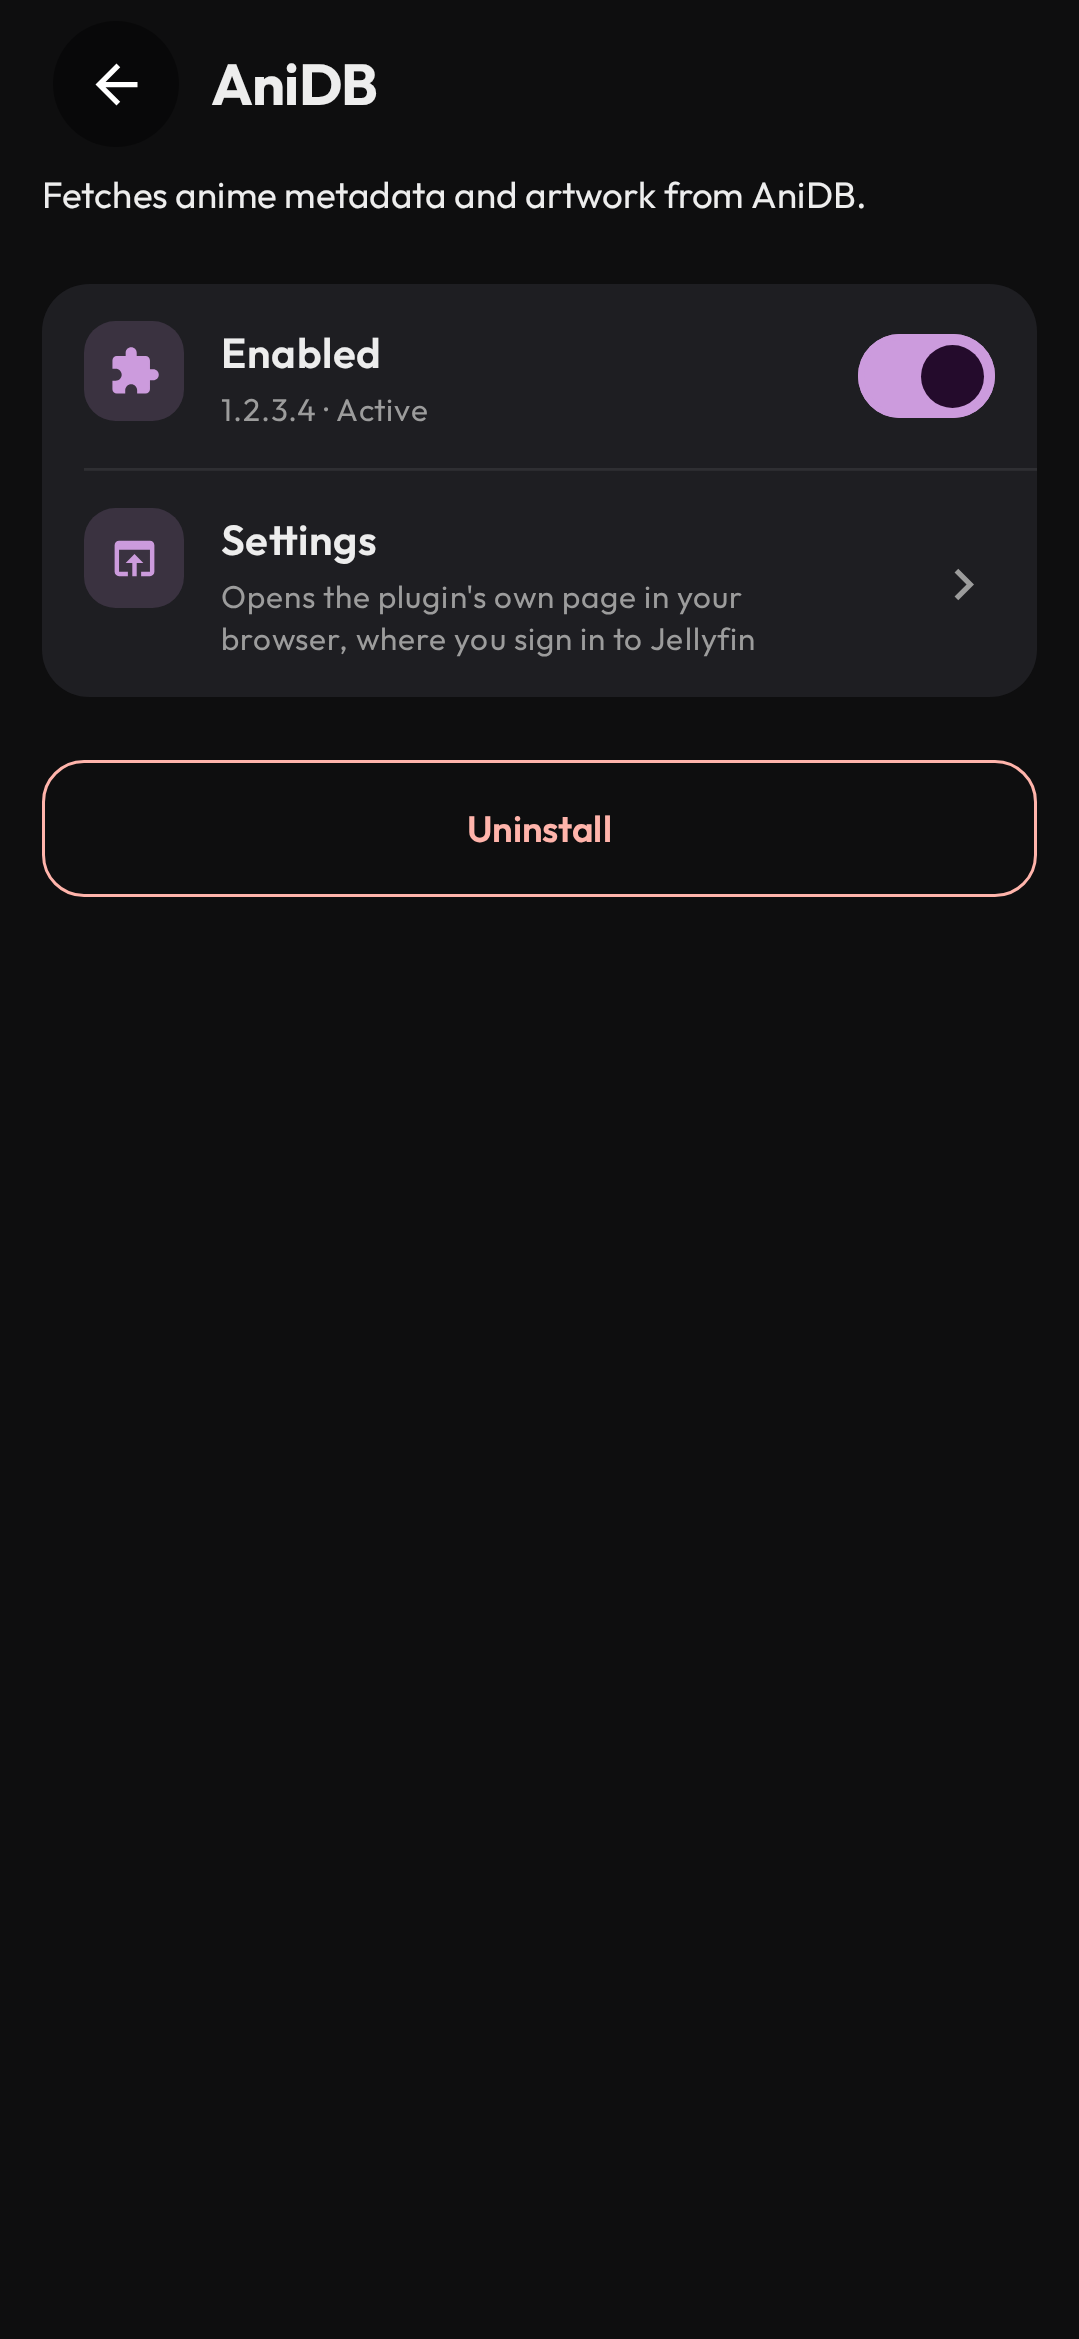 AniDB
Fetches anime metadata and artwork from AniDB.
Enabled
1.2.3.4 · Active
Settings
Opens the plugin's own page in your
browser, where you sign in to Jellyfin
Uninstall